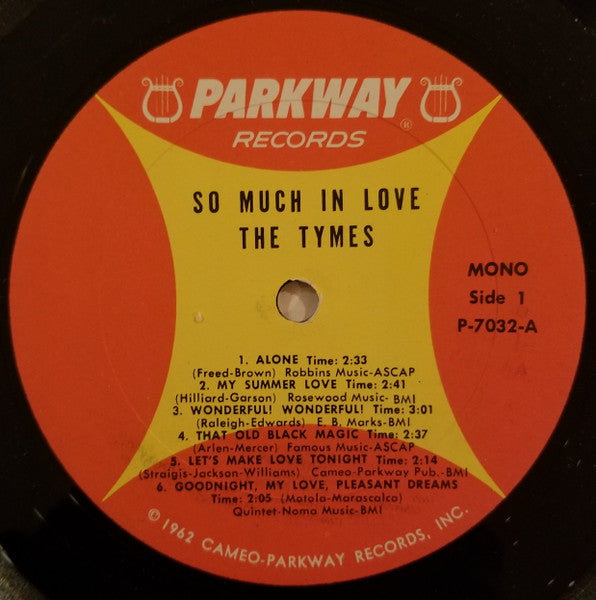 PARKWAY®
RECORDS
SO MUCH IN LOVE
THE TYMES
MONO
Side 1
P-7032-A
1. ALONE Time: 2:33
(Freed-Brown) Robbins Music-ASCAP
2. MY SUMMER LOVE Time: 2:41
(Hilliard-Garson) Rosewood Music- BMI
3. WONDERFUL! WONDERFUL! Time: 3:01
(Raleigh-Edwards) E. B. Marks-BMI
4. THAT OLD BLACK MAGIC Time: 2:37
(Arlen-Mercer) Famous Music-ASCAP
5. LET'S MAKE LOVE TONIGHT Time: 2:14
(Straigis-Jackson-Williams) Cameo-Parkway Pub.-BMI
6. GOODNIGHT, MY LOVE, PLEASANT DREAMS
Time: 2:05 (Motola-Marascalco)
Quintet-Noma Music-BMI
© 1962 CAMEO-PARKWAY RECORDS, INC.